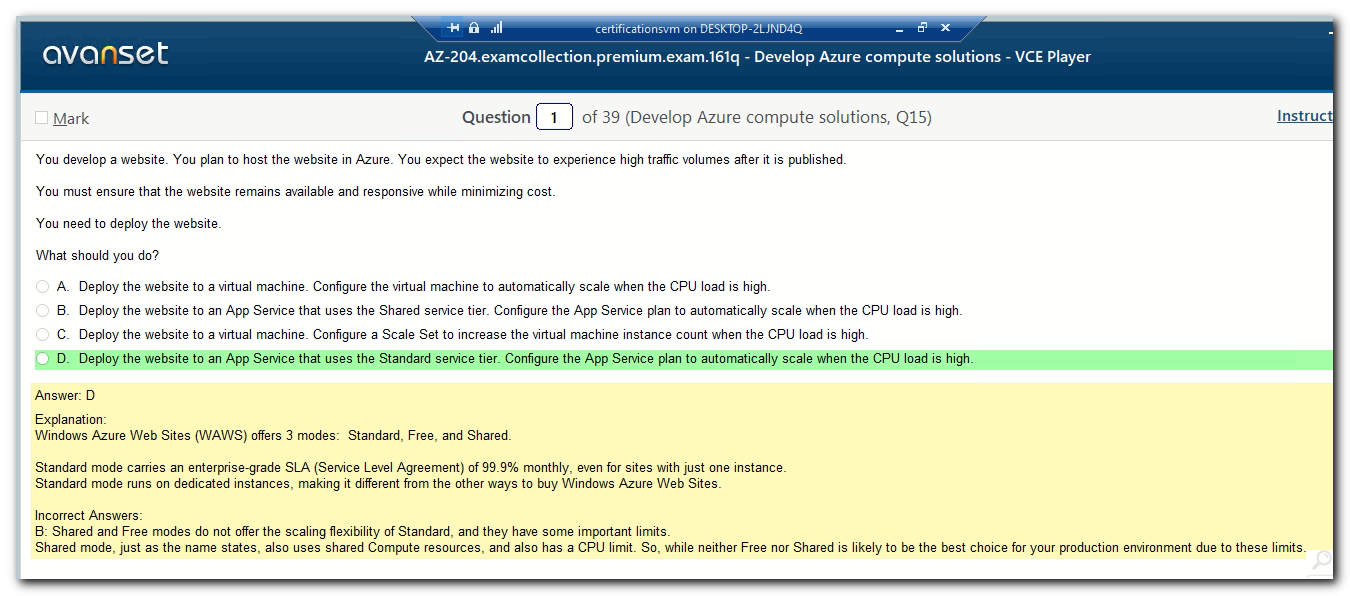 certificationsvm on DESKTOP-2LJND4Q
avanset
AZ-204.examcollection.premium.exam.161q - Develop Azure compute solutions - VCE Player
Mark
Question 1 of 39 (Develop Azure compute solutions, Q15)
Instruct
You develop a website. You plan to host the website in Azure. You expect the website to experience high traffic volumes after it is published.
You must ensure that the website remains available and responsive while minimizing cost.
You need to deploy the website.
What should you do?
A. Deploy the website to a virtual machine. Configure the virtual machine to automatically scale when the CPU load is high.
B. Deploy the website to an App Service that uses the Shared service tier. Configure the App Service plan to automatically scale when the CPU load is high.
C. Deploy the website to a virtual machine. Configure a Scale Set to increase the virtual machine instance count when the CPU load is high.
D. Deploy the website to an App Service that uses the Standard service tier. Configure the App Service plan to automatically scale when the CPU load is high.
Answer: D
Explanation:
Windows Azure Web Sites (WAWS) offers 3 modes: Standard, Free, and Shared.
Standard mode carries an enterprise-grade SLA (Service Level Agreement) of 99.9% monthly, even for sites with just one instance.
Standard mode runs on dedicated instances, making it different from the other ways to buy Windows Azure Web Sites.
Incorrect Answers:
B: Shared and Free modes do not offer the scaling flexibility of Standard, and they have some important limits.
Shared mode, just as the name states, also uses shared Compute resources, and also has a CPU limit. So, while neither Free nor Shared is likely to be the best choice for your production environment due to these limits.